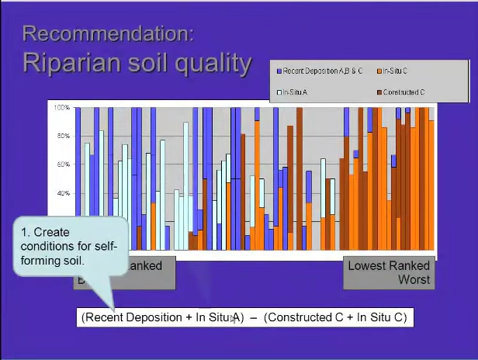 Recommendation:
Riparian soil quality
Recent Deposition A,B & C
In-Situ C
In-Situ A
Constructed C
100%
80%
60%
40%
1. Create
conditions for self-
forming soil.
anked
Lowest Ranked
Worst
(Recent Deposition + In Situ A) – (Constructed C + In Situ C)